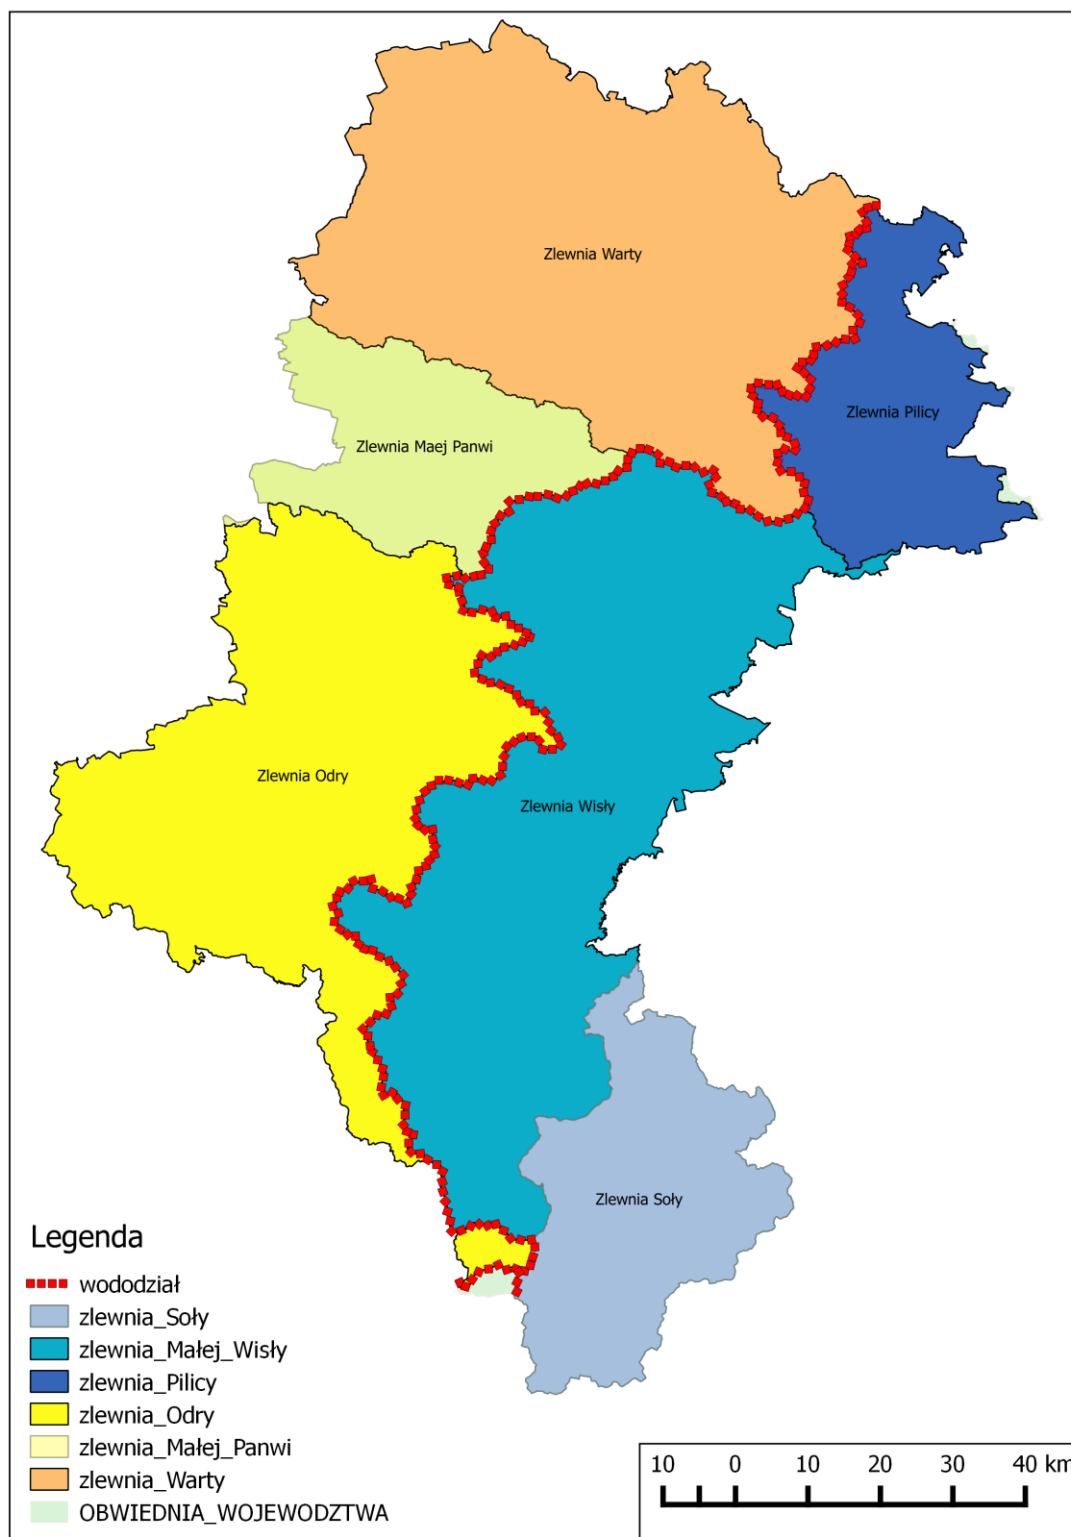 Zlewnia Warty
Zlewnia Pilicy
Zlewnia Maej Panwi
Zlewnia Odry
Zlewnia Wisły
Zlewnia Soły
Legenda
wododział
zlewnia_Soły
zlewnia_Małej_Wisły
zlewnia_Pilicy
zlewnia_Odry
zlewnia_Małej_Panwi
zlewnia_Warty
OBWIEDNIA_WOJEWODZTWA
10 0 10 20 30 40 km